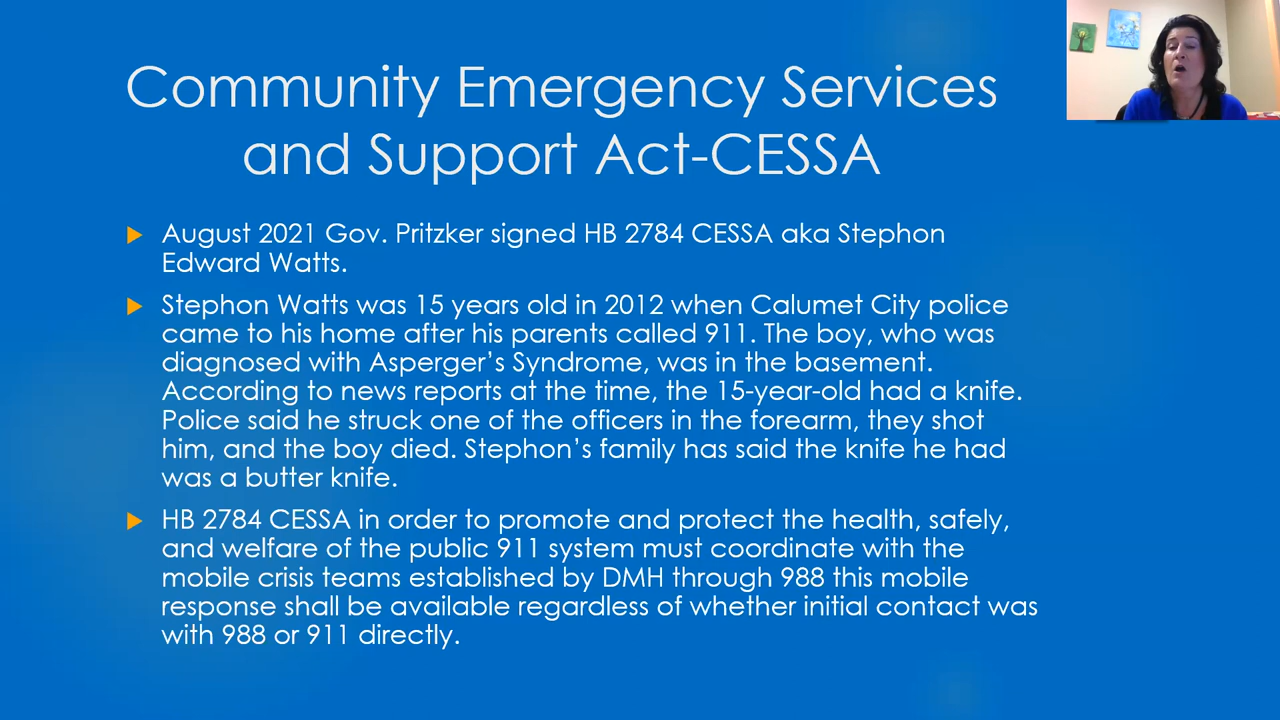 Community Emergency Services
and Support Act-CESSA
August 2021 Gov. Pritzker signed HB 2784 CESSA aka Stephon
Edward Watts.
Stephon Watts was 15 years old in 2012 when Calumet City police
came to his home after his parents called 911. The boy, who was
diagnosed with Asperger’s Syndrome, was in the basement.
According to news reports at the time, the 15-year-old had a knife.
Police said he struck one of the officers in the forearm, they shot
him, and the boy died. Stephon’s family has said the knife he had
was a butter knife.
HB 2784 CESSA in order to promote and protect the health, safely,
and welfare of the public 911 system must coordinate with the
mobile crisis teams established by DMH through 988 this mobile
response shall be available regardless of whether initial contact was
with 988 or 911 directly.